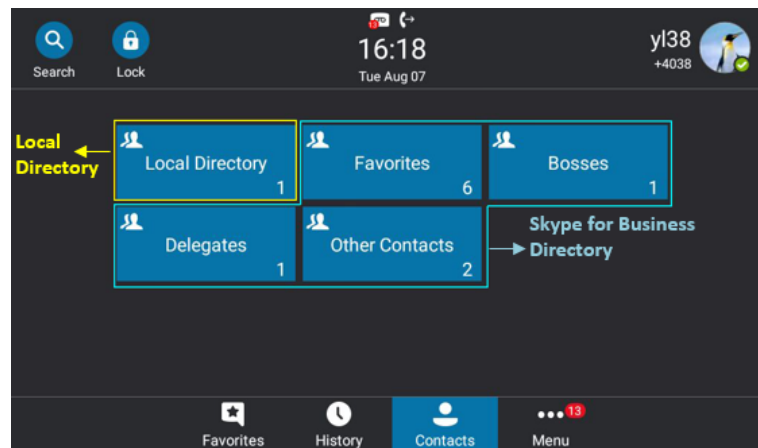 16:18
Tue Aug 07
Search
Lock
yl38
+4038
Local
Directory
Local Directory
1
Favorites
6
Bosses
1
Delegates
1
Other Contacts
2
Skype for Business
Directory
Favorites
History
Contacts
13
Menu